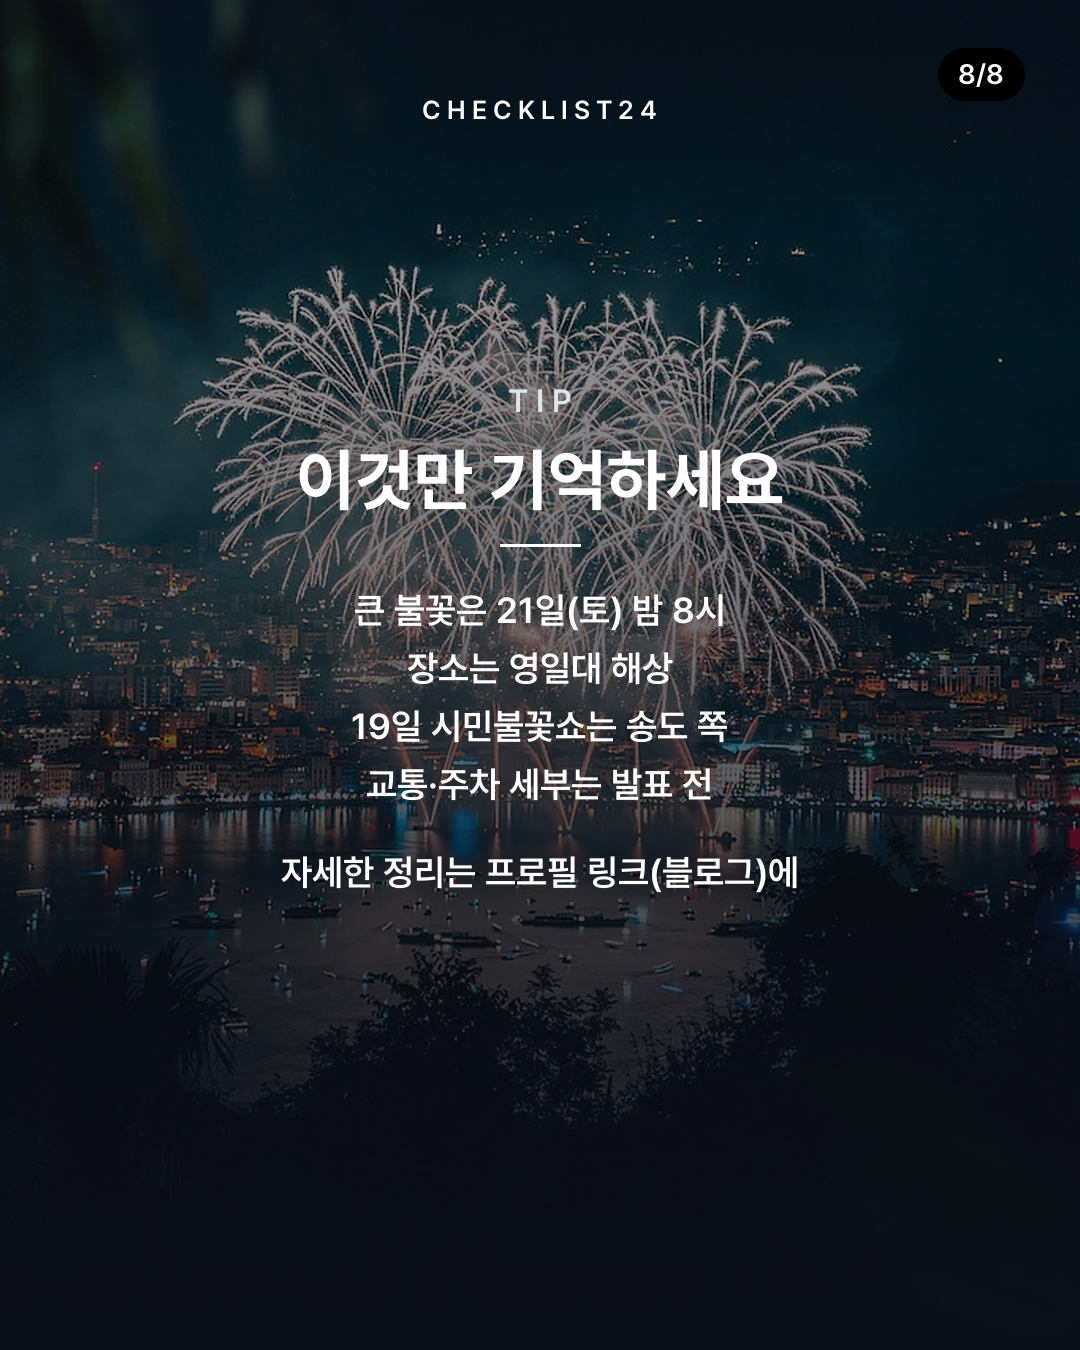 8/8
CHECKLIST24
TIP
이것만 기억하세요
큰 불꽃은 21일(토) 밤 8시
장소는 영일대 해상
19일 시민불꽃쇼는 송도 쪽
교통·주차 세부는 발표 전
자세한 정리는 프로필 링크(블로그)에